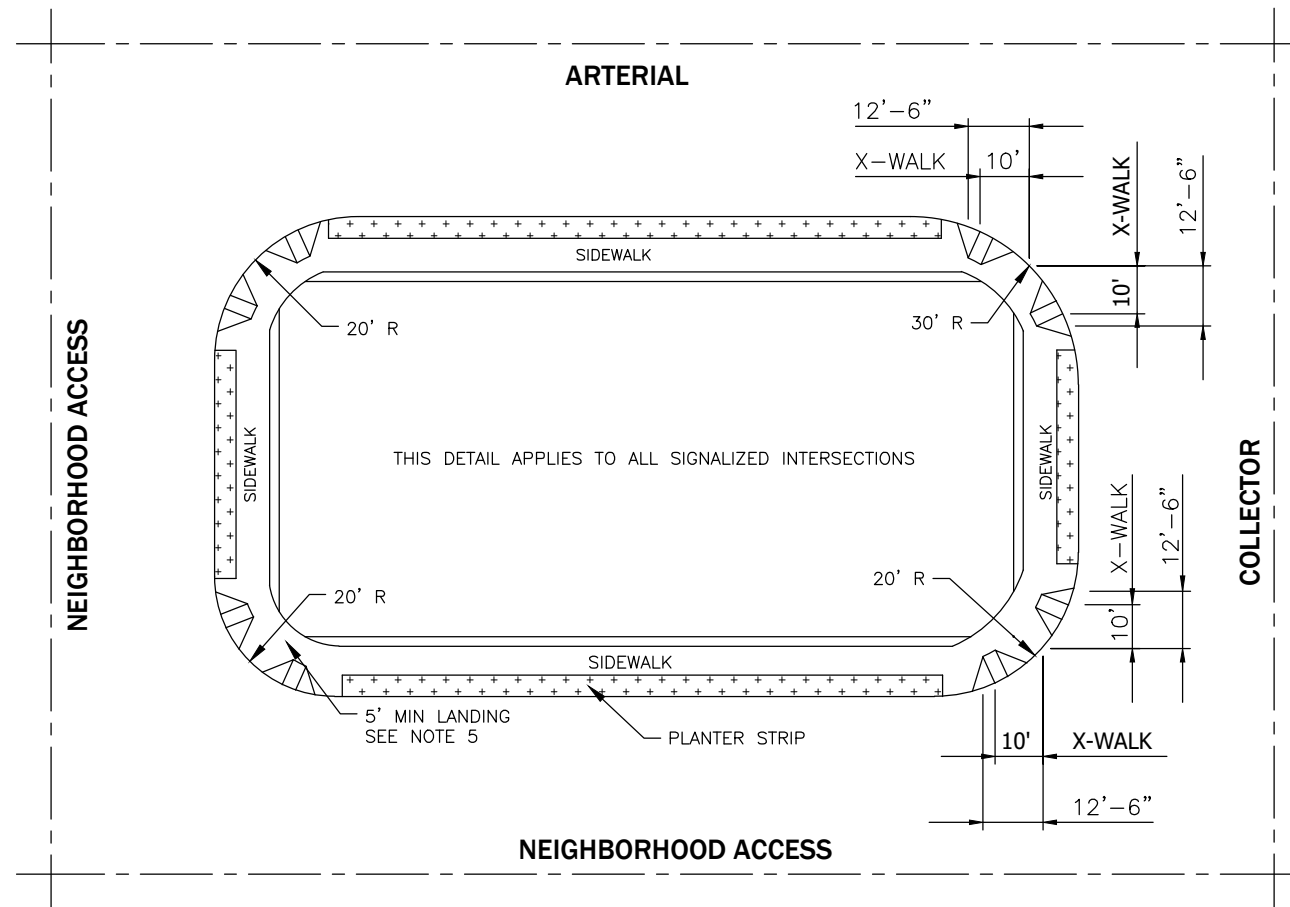 ARTERIAL
12'-6"
X-WALK 10'
X-WALK
12'-6"
10'
SIDEWALK
20' R
30' R
NEIGHBORHOOD ACCESS
SIDEWALK
THIS DETAIL APPLIES TO ALL SIGNALIZED INTERSECTIONS
SIDEWALK
COLLECTOR
X-WALK
12'-6"
10'
20' R
20' R
SIDEWALK
5' MIN LANDING
SEE NOTE 5
PLANTER STRIP
10' X-WALK
12'-6"
NEIGHBORHOOD ACCESS